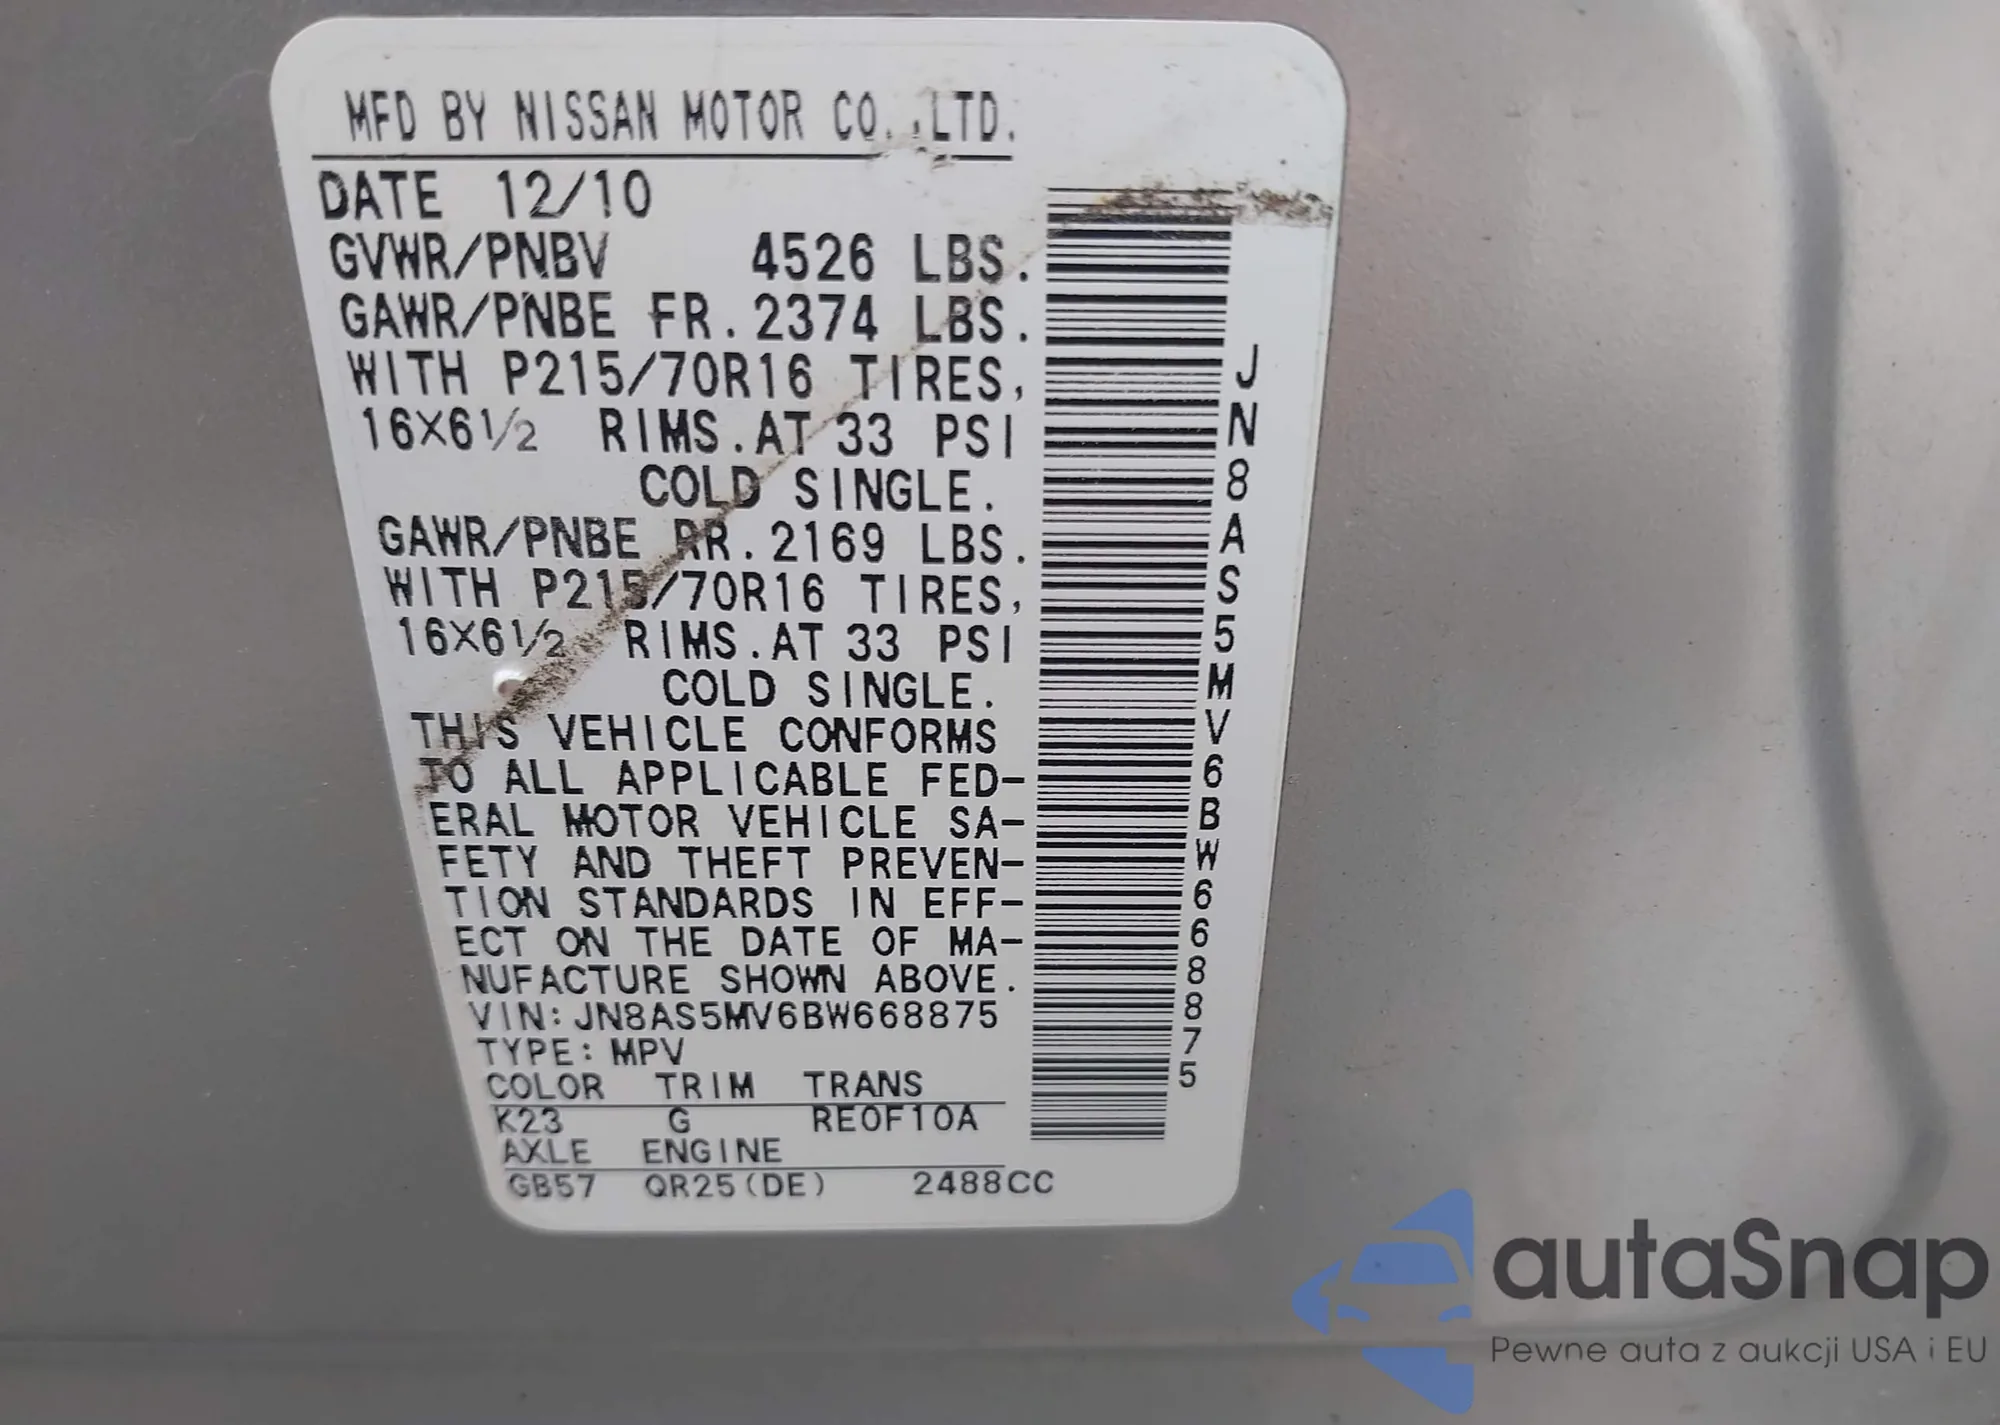 MFD BY NISSAN MOTOR CO.,LTD.
DATE 12/10
GVWR/PNBV 4526 LBS.
GAWR/PNBE FR.2374 LBS.
WITH P215/70R16 TIRES,
16X6½ RIMS.AT 33 PSI
COLD SINGLE.
GAWR/PNBE RR.2169 LBS.
WITH P215/70R16 TIRES,
16X6½ RIMS.AT 33 PSI
COLD SINGLE.
THIS VEHICLE CONFORMS
TO ALL APPLICABLE FED-
ERAL MOTOR VEHICLE SA-
FETY AND THEFT PREVEN-
TION STANDARDS IN EFF-
ECT ON THE DATE OF MA-
NUFACTURE SHOWN ABOVE.
VIN:JN8AS5MV6BW668875
TYPE:MPV
COLOR TRIM TRANS
K23 G RE0F10A
AXLE ENGINE
GB57 QR25(DE) 2488CC
JN8AS5MV6BW668875
autaSnap
Pewne auta z aukcji USA i EU